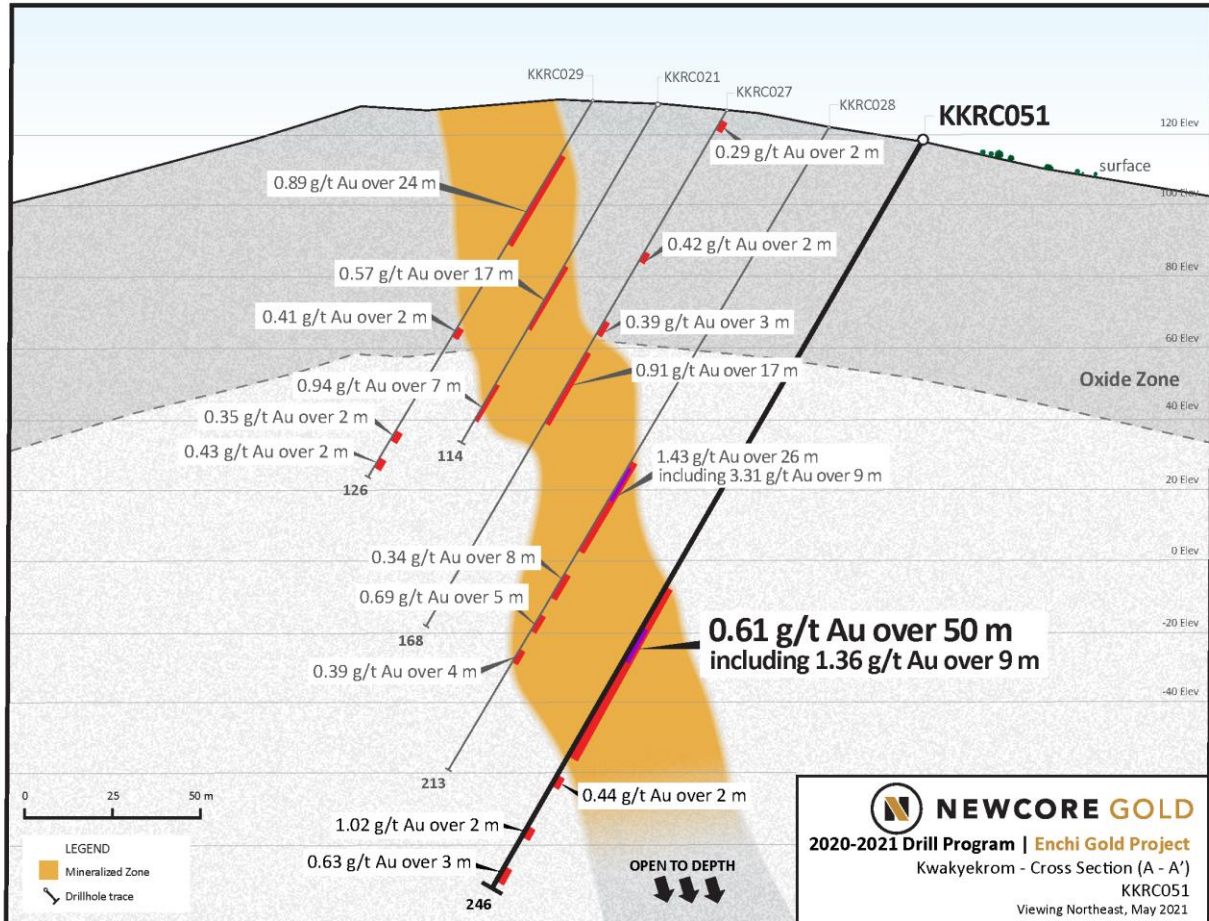 KKRC029
KKRC021
KKRC027
KKRC028
KKRC051
120 Elev
surface
0.29 g/t Au over 2 m
0.89 g/t Au over 24 m
100 Elev
0.42 g/t Au over 2 m
0.57 g/t Au over 17 m
80 Elev
0.41 g/t Au over 2 m
0.39 g/t Au over 3 m
60 Elev
0.91 g/t Au over 17 m
Oxide Zone
0.94 g/t Au over 7 m
0.35 g/t Au over 2 m
40 Elev
0.43 g/t Au over 2 m
114
126
1.43 g/t Au over 26 m
including 3.31 g/t Au over 9 m
20 Elev
0 Elev
0.34 g/t Au over 8 m
0.69 g/t Au over 5 m
-20 Elev
168
0.61 g/t Au over 50 m
including 1.36 g/t Au over 9 m
0.39 g/t Au over 4 m
-40 Elev
213
0.44 g/t Au over 2 m
0 25 50 m
1.02 g/t Au over 2 m
0.63 g/t Au over 3 m
246
OPEN TO DEPTH
LEGEND
Mineralized Zone
Drillhole trace
N NEWCORE GOLD
2020-2021 Drill Program | Enchi Gold Project
Kwakyekrom - Cross Section (A - A')
KKRC051
Viewing Northeast, May 2021